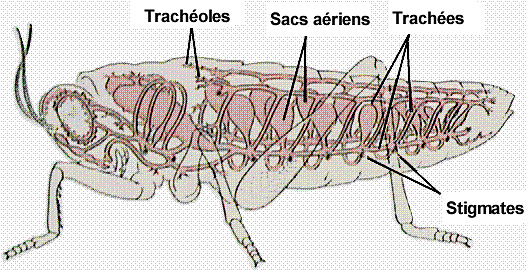 Trachéoles
Sacs aériens
Trachées
Stigmates